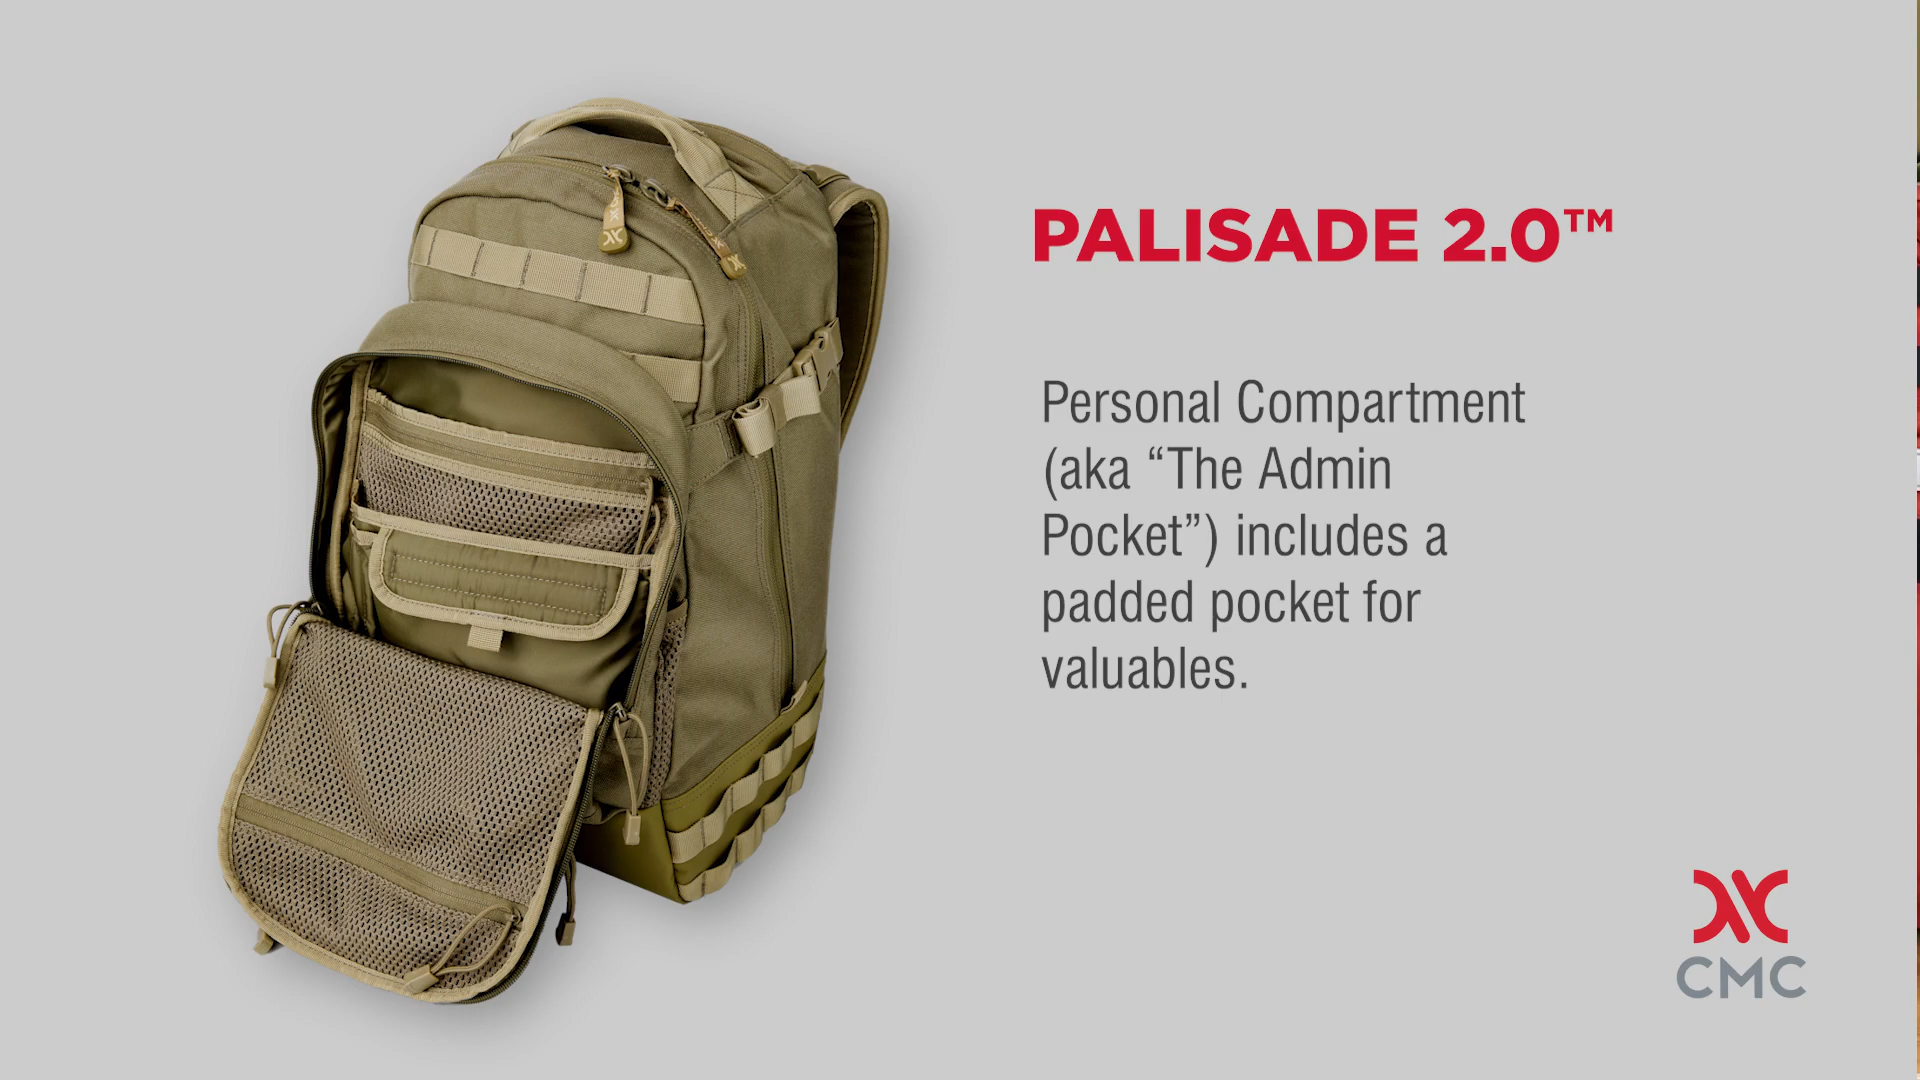 PALISADE 2.0™
Personal Compartment
(aka “The Admin
Pocket”) includes a
padded pocket for
valuables.
CMC